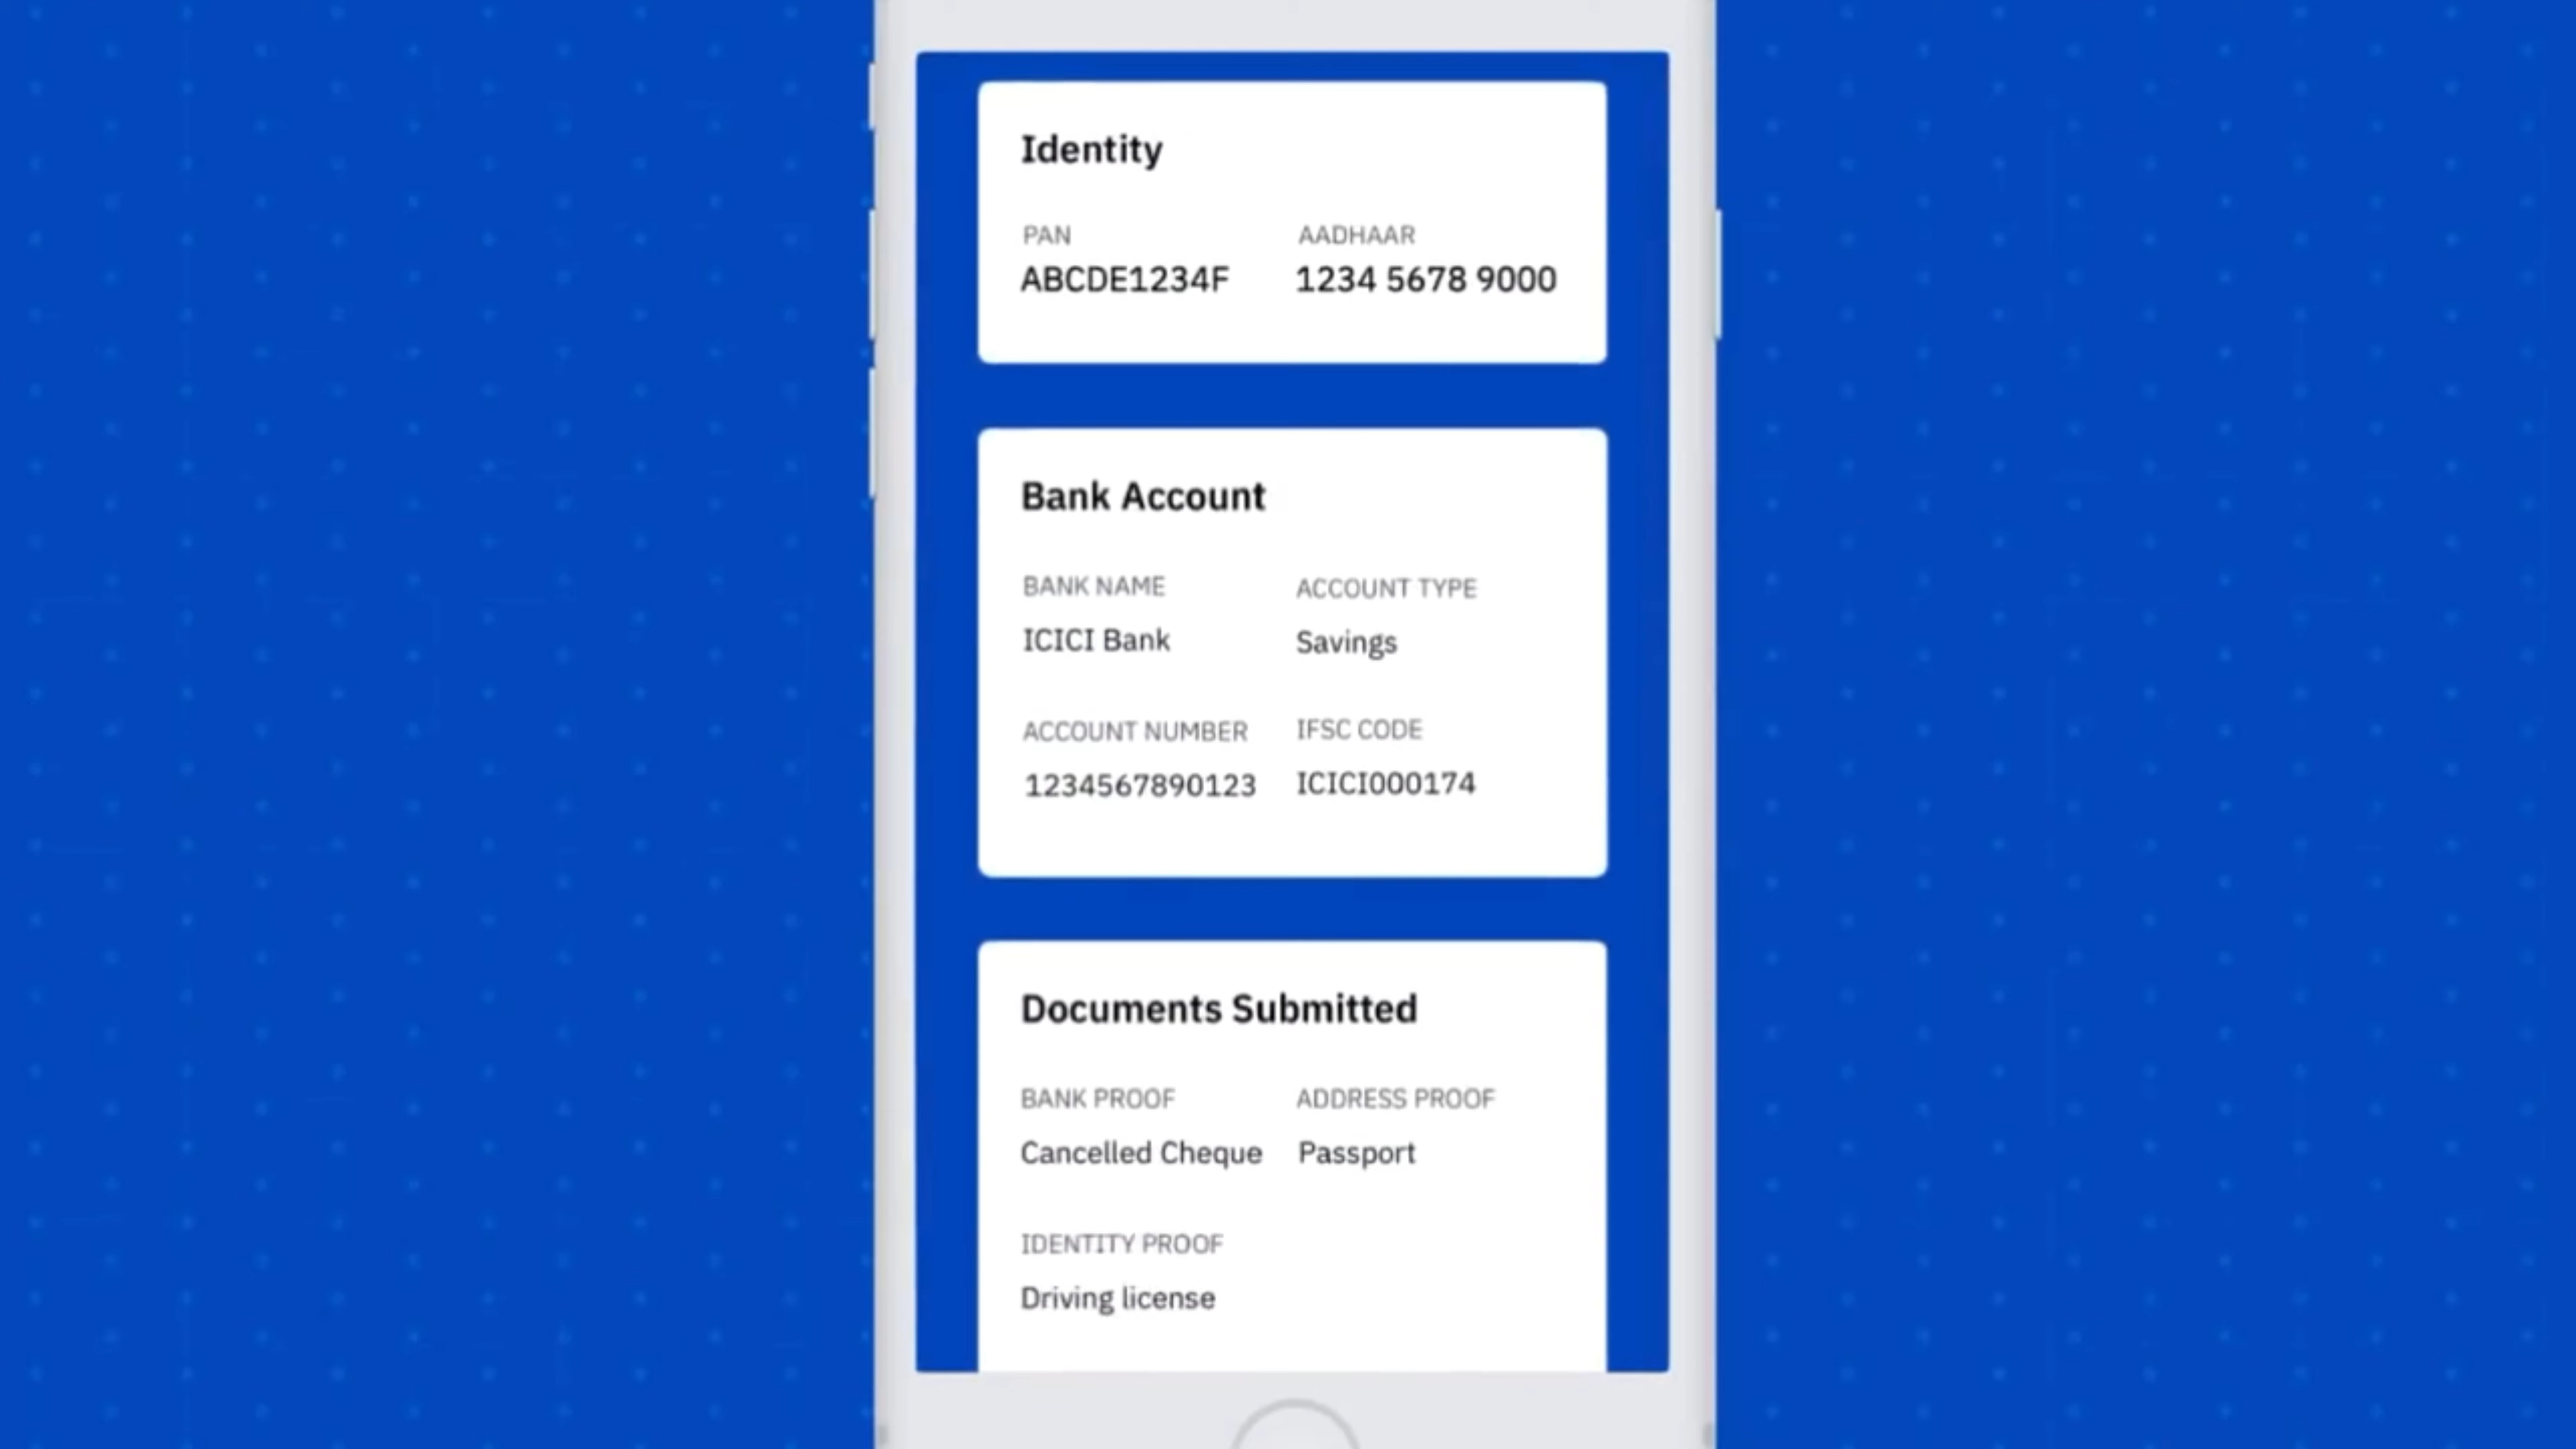 Identity
PAN AADHAAR
ABCDE1234F 1234 5678 9000
Bank Account
BANK NAME ACCOUNT TYPE
ICICI Bank Savings
ACCOUNT NUMBER IFSC CODE
1234567890123 ICICI000174
Documents Submitted
BANK PROOF ADDRESS PROOF
Cancelled Cheque Passport
IDENTITY PROOF
Driving license